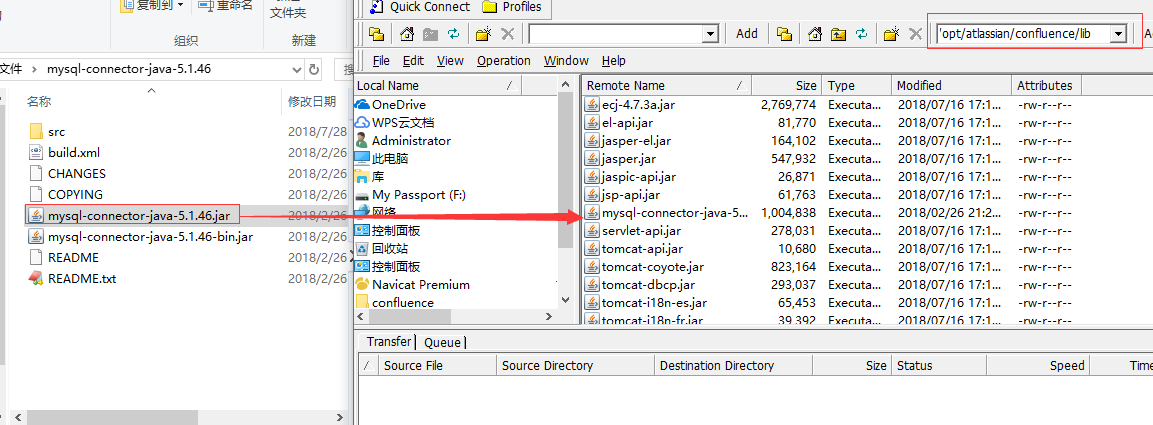 复制到 重命名
文件夹
组织 新建
文件 mysql-connector-java-5.1.46 搜
名称 修改日期
src 2018/7/28
build.xml 2018/2/26
CHANGES 2018/2/26
COPYING 2018/2/26
mysql-connector-java-5.1.46.jar 2018/2/26
mysql-connector-java-5.1.46-bin.jar 2018/2/26
README 2018/2/26
README.txt 2018/2/26
Quick Connect Profiles
Add 'opt/atlassian/confluence/lib
File Edit View Operation Window Help
Local Name
OneDrive
WPS云文档
Administrator
此电脑
库
My Passport (F:)
网络
控制面板
回收站
控制面板
Navicat Premium
confluence
Remote Name Size Type Modified Attributes
ecj-4.7.3a.jar 2,769,774 Executa... 2018/07/16 17:1... -rw-r--r--
el-api.jar 81,770 Executa... 2018/07/16 17:1... -rw-r--r--
jasper-el.jar 164,102 Executa... 2018/07/16 17:1... -rw-r--r--
jasper.jar 547,932 Executa... 2018/07/16 17:1... -rw-r--r--
jaspic-api.jar 26,871 Executa... 2018/07/16 17:1... -rw-r--r--
jsp-api.jar 61,763 Executa... 2018/07/16 17:1... -rw-r--r--
mysql-connector-java-5... 1,004,838 Executa... 2018/02/26 21:2... -rw-r--r--
servlet-api.jar 278,031 Executa... 2018/07/16 17:1... -rw-r--r--
tomcat-api.jar 10,680 Executa... 2018/07/16 17:1... -rw-r--r--
tomcat-coyote.jar 823,164 Executa... 2018/07/16 17:1... -rw-r--r--
tomcat-dbcp.jar 293,037 Executa... 2018/07/16 17:1... -rw-r--r--
tomcat-i18n-es.jar 65,453 Executa... 2018/07/16 17:1... -rw-r--r--
tomcat-i18n-fr.jar 39,392 Executa... 2018/07/16 17:1... -rw-r--r--
Transfer Queue
Source File Source Directory Destination Directory Size Status Speed Time